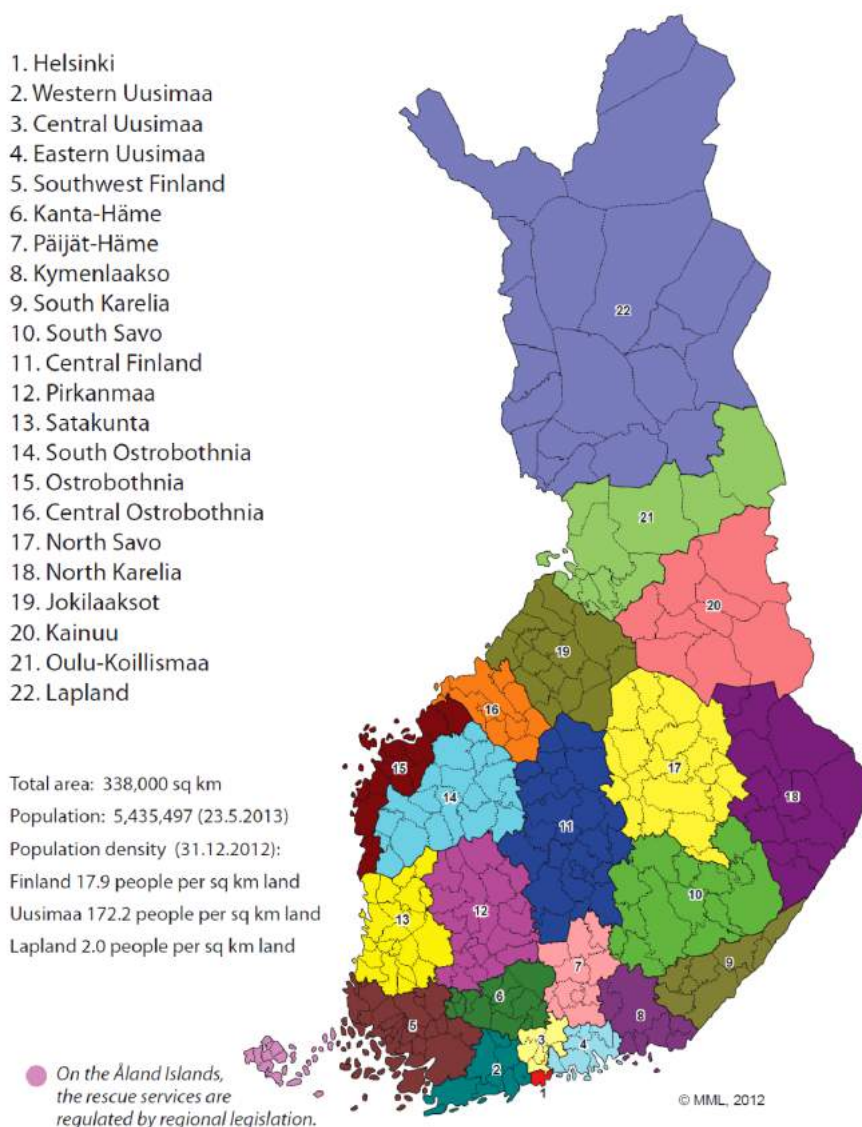 1. Helsinki
2. Western Uusimaa
3. Central Uusimaa
4. Eastern Uusimaa
5. Southwest Finland
6. Kanta-Häme
7. Päijät-Häme
8. Kymenlaakso
9. South Karelia
10. South Savo
11. Central Finland
12. Pirkanmaa
13. Satakunta
14. South Ostrobothnia
15. Ostrobothnia
16. Central Ostrobothnia
17. North Savo
18. North Karelia
19. Jokilaaksot
20. Kainuu
21. Oulu-Koillismaa
22. Lapland
Total area: 338,000 sq km
Population: 5,435,497 (23.5.2013)
Population density (31.12.2012):
Finland 17.9 people per sq km land
Uusimaa 172.2 people per sq km land
Lapland 2.0 people per sq km land
On the Åland Islands,
the rescue services are
regulated by regional legislation.
22
21
20
19
16
15
17
14
18
11
10
12
13
9
7
6
8
5
3
4
2
1
© MML, 2012